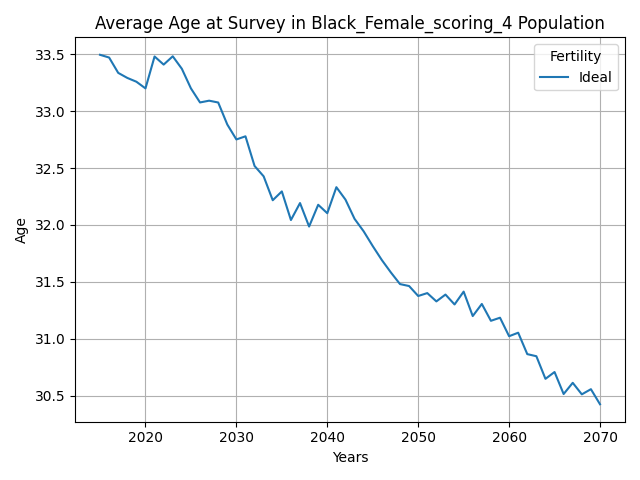 Average Age at Survey in Black_Female_scoring_4 Population
Fertility
Ideal
33.5
33.0
32.5
32.0
31.5
31.0
30.5
Age
2020 2030 2040 2050 2060 2070
Years